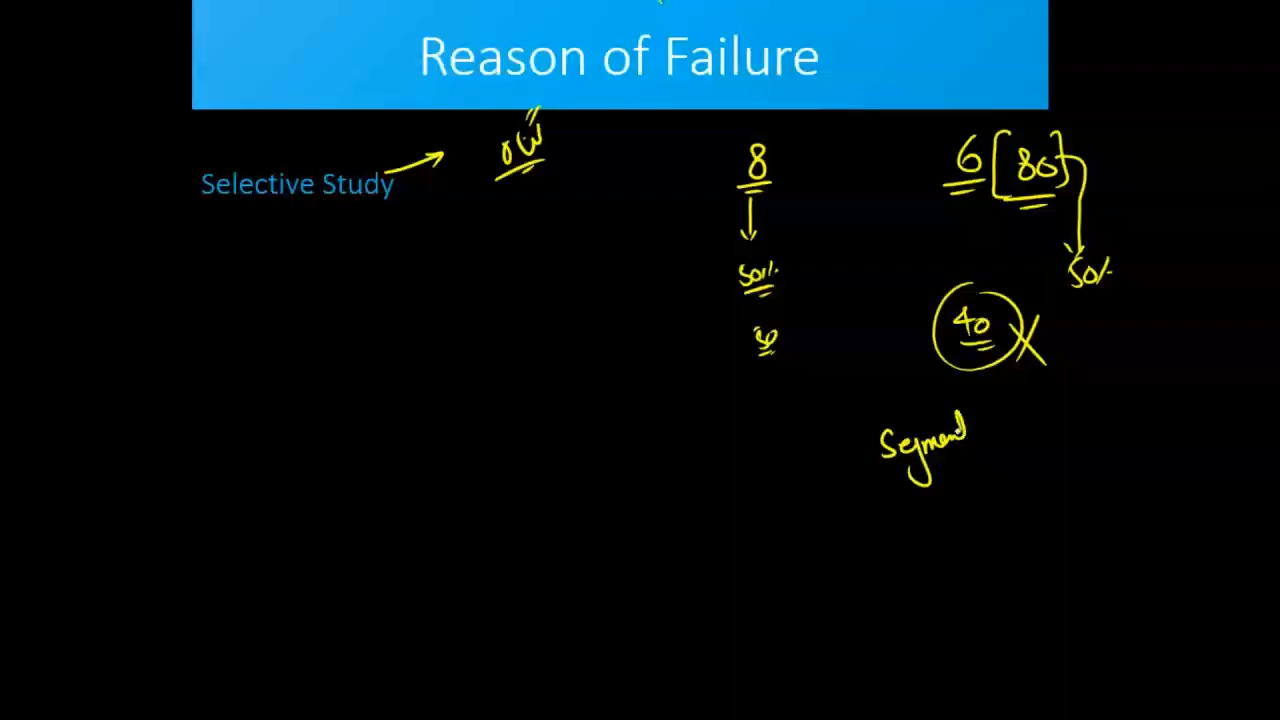 Reason of Failure
Selective Study
8
6 [80]
50%
50%
40 X
Segment